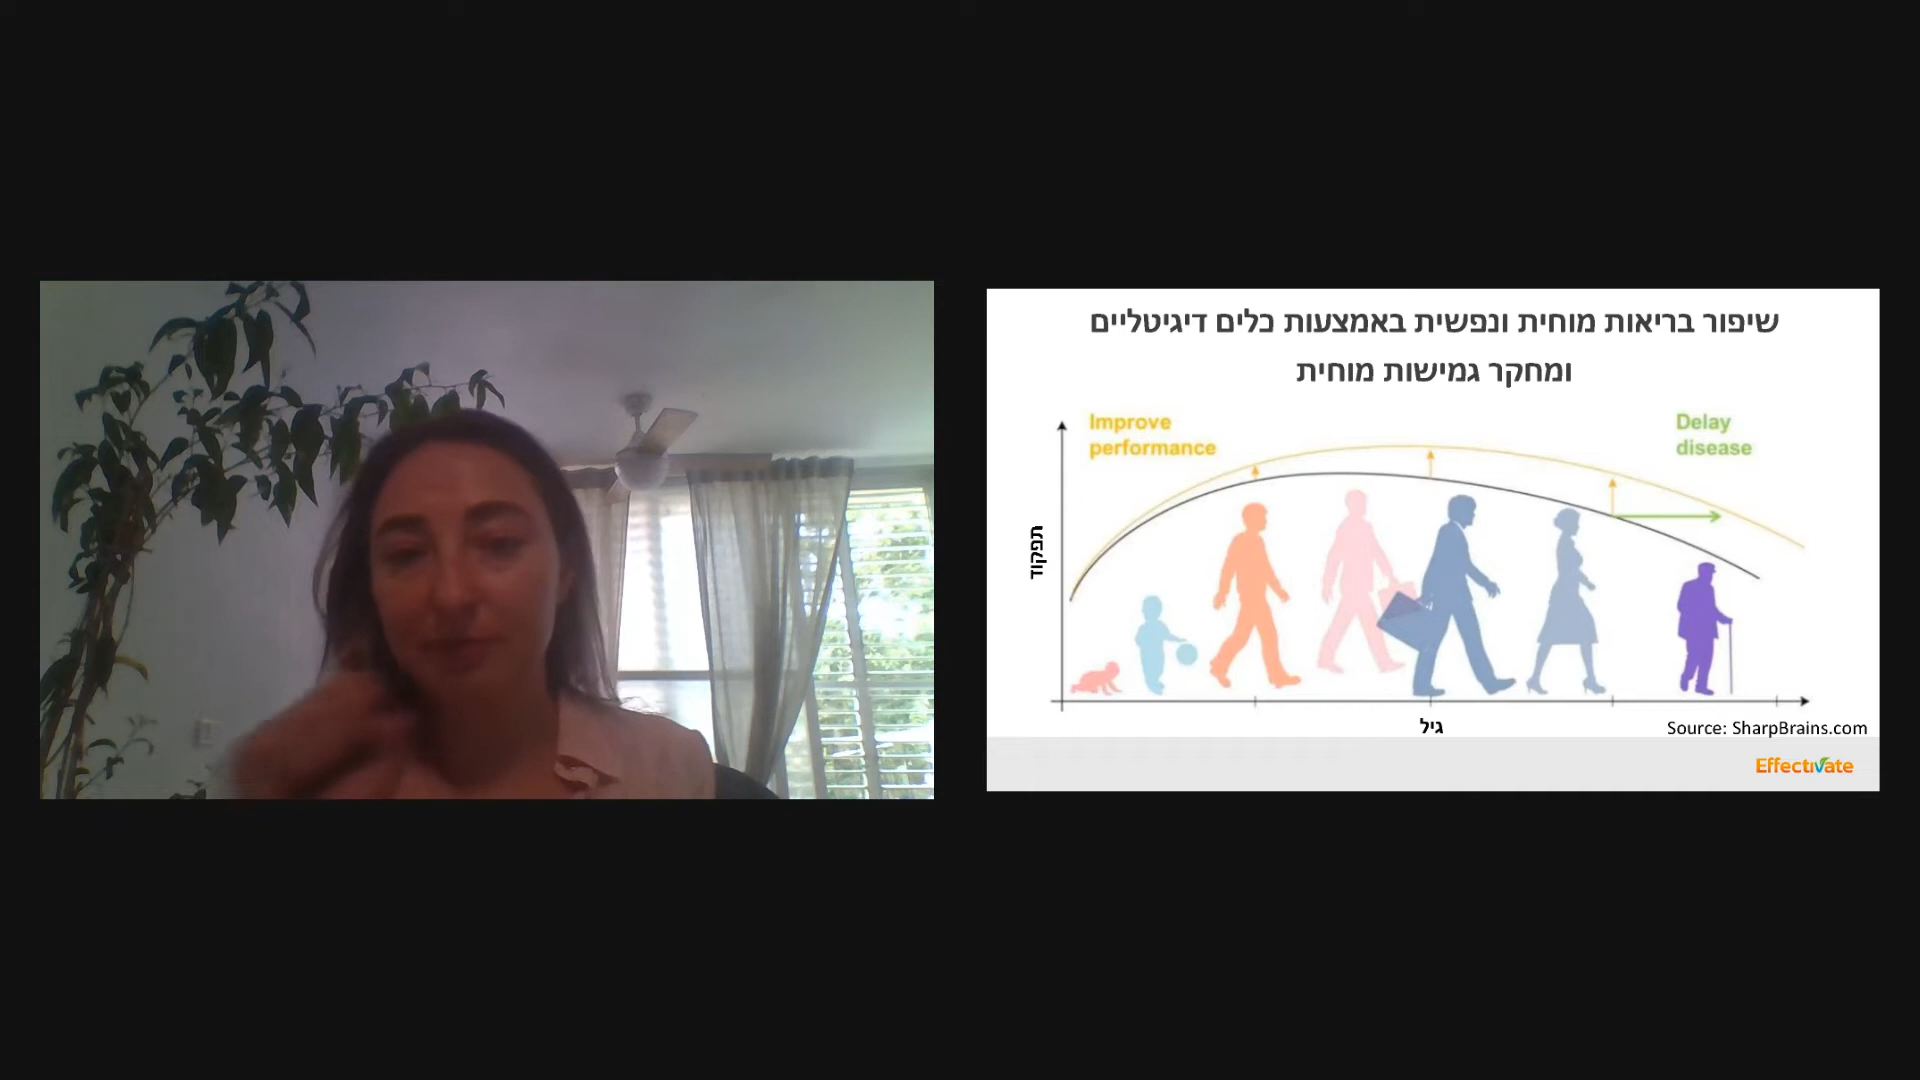 שיפור בריאות מוחית ונפשית באמצעות כלים דיגיטליים
ומחקר גמישות מוחית
Improve
performance
Delay
disease
תפקוד
גיל
Source: SharpBrains.com
Effectivate